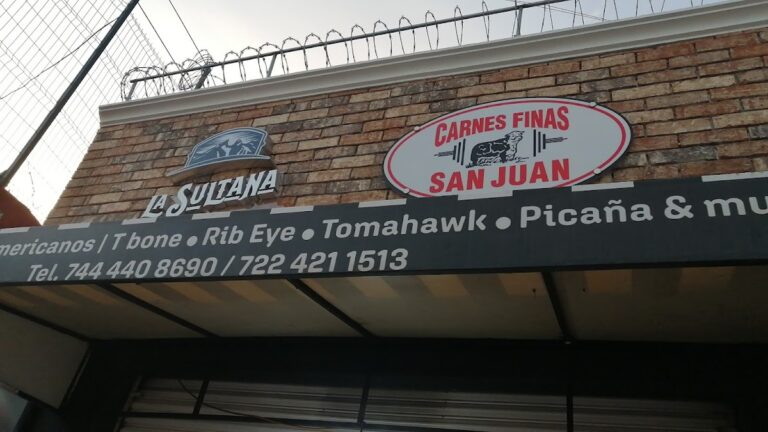 LA SULTANA
CARNES FINAS
SAN JUAN
mericanos / T bone • Rib Eye • Tomahawk • Picaña & mu
Tel. 744 440 8690 / 722 421 1513